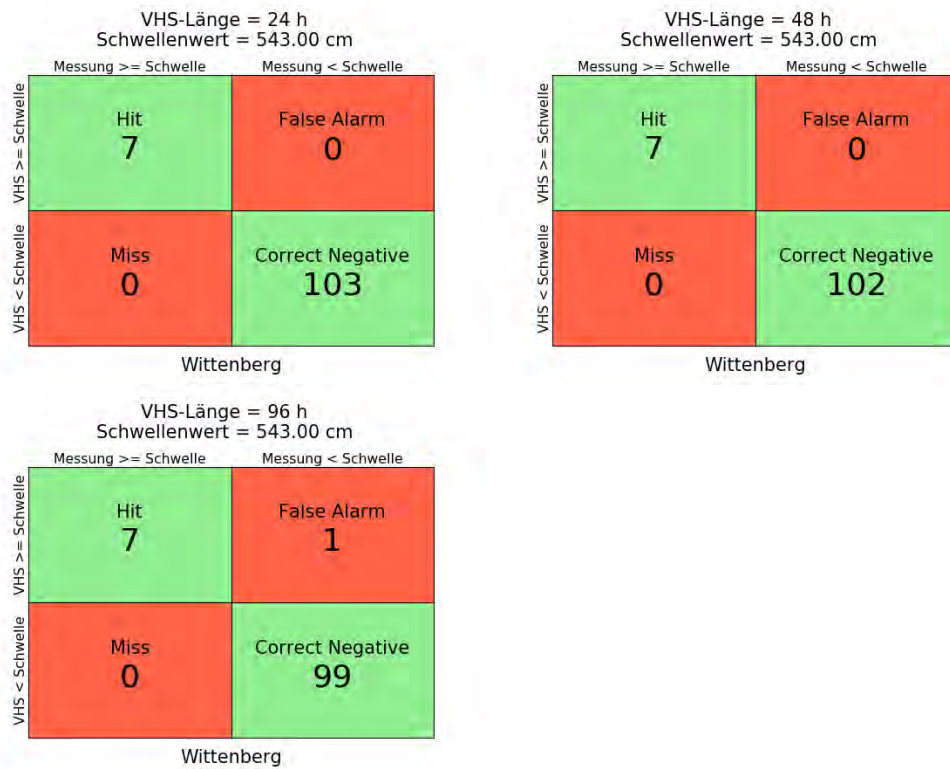 VHS-Länge = 24 h
Schwellenwert = 543.00 cm
Messung >= Schwelle
Messung < Schwelle
VHS >= Schwelle
Hit
7
False Alarm
0
VHS < Schwelle
Miss
0
Correct Negative
103
Wittenberg
VHS-Länge = 48 h
Schwellenwert = 543.00 cm
Messung >= Schwelle
Messung < Schwelle
VHS >= Schwelle
Hit
7
False Alarm
0
VHS < Schwelle
Miss
0
Correct Negative
102
Wittenberg
VHS-Länge = 96 h
Schwellenwert = 543.00 cm
Messung >= Schwelle
Messung < Schwelle
VHS >= Schwelle
Hit
7
False Alarm
1
VHS < Schwelle
Miss
0
Correct Negative
99
Wittenberg